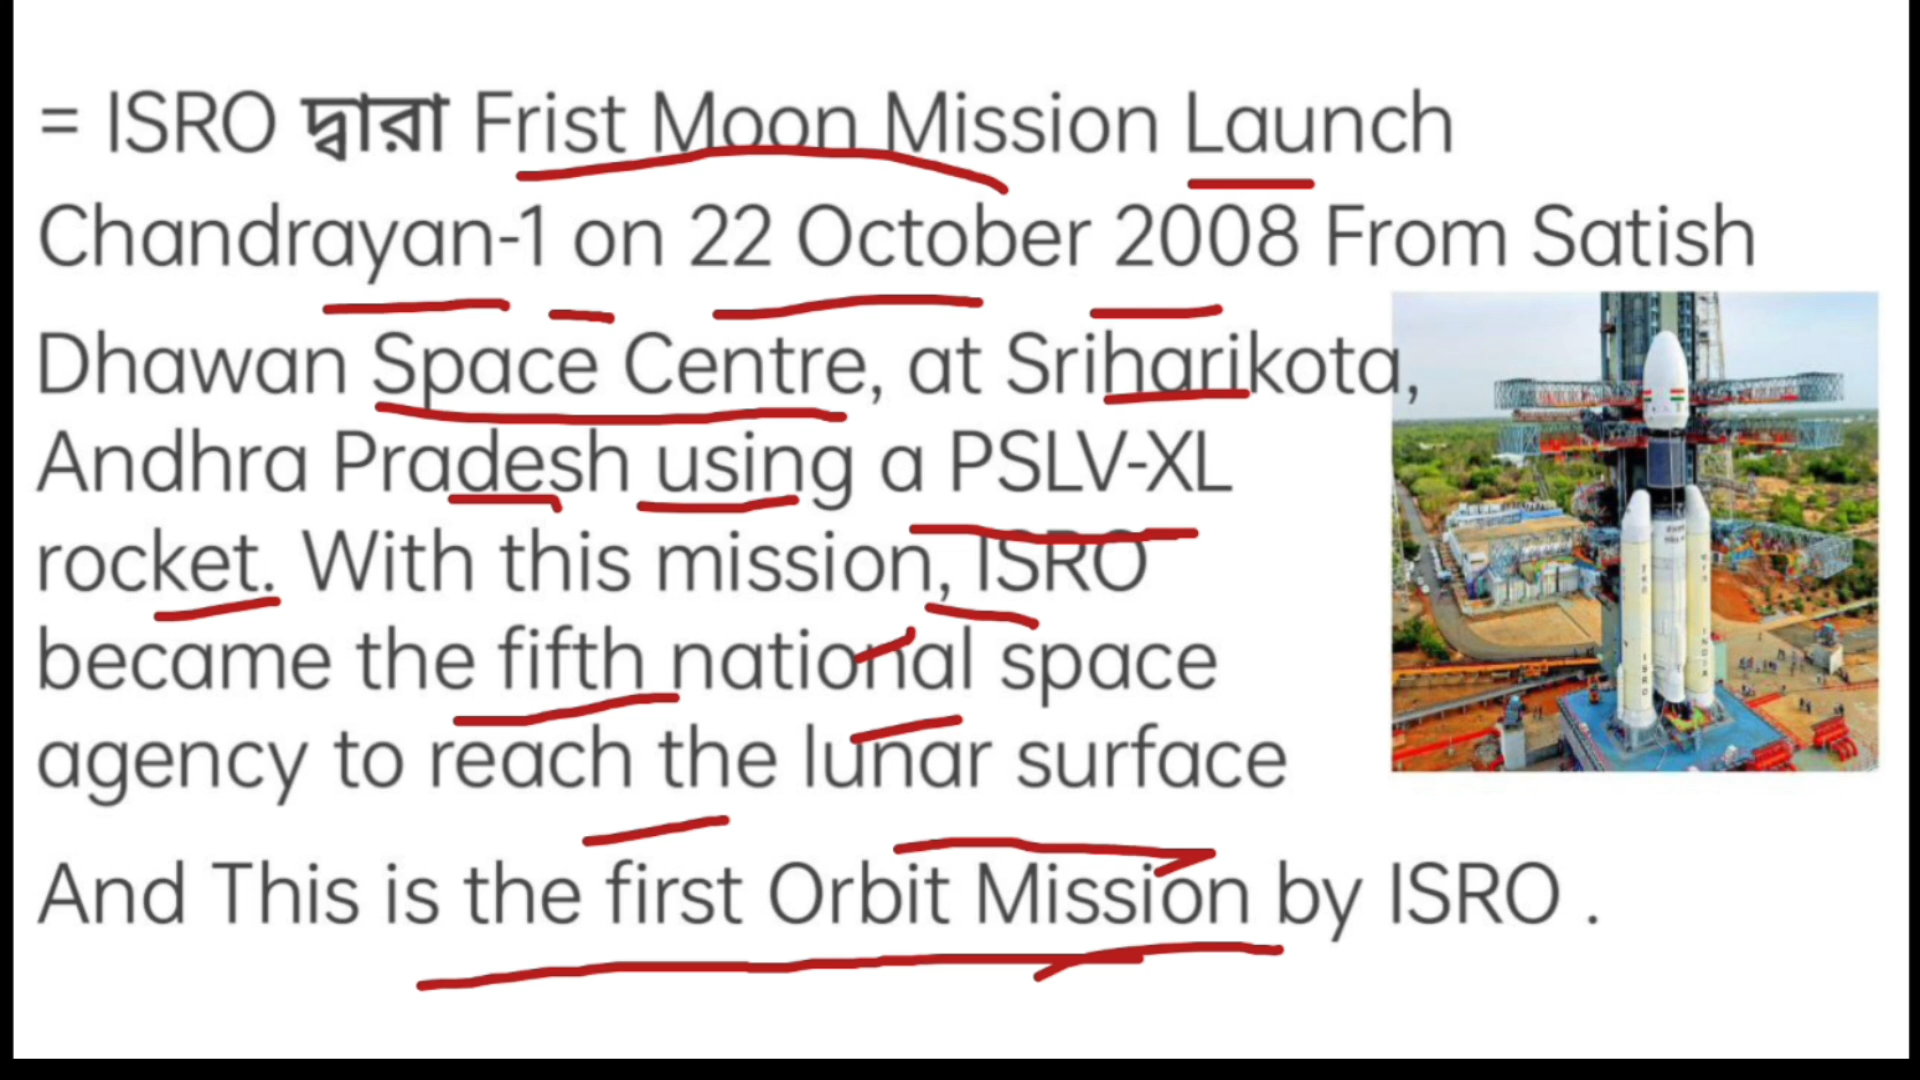 = ISRO দ্বারা Frist Moon Mission Launch
Chandrayan-1 on 22 October 2008 From Satish
Dhawan Space Centre, at Sriharikota,
Andhra Pradesh using a PSLV-XL
rocket. With this mission, ISRO
became the fifth national space
agency to reach the lunar surface
And This is the first Orbit Mission by ISRO .